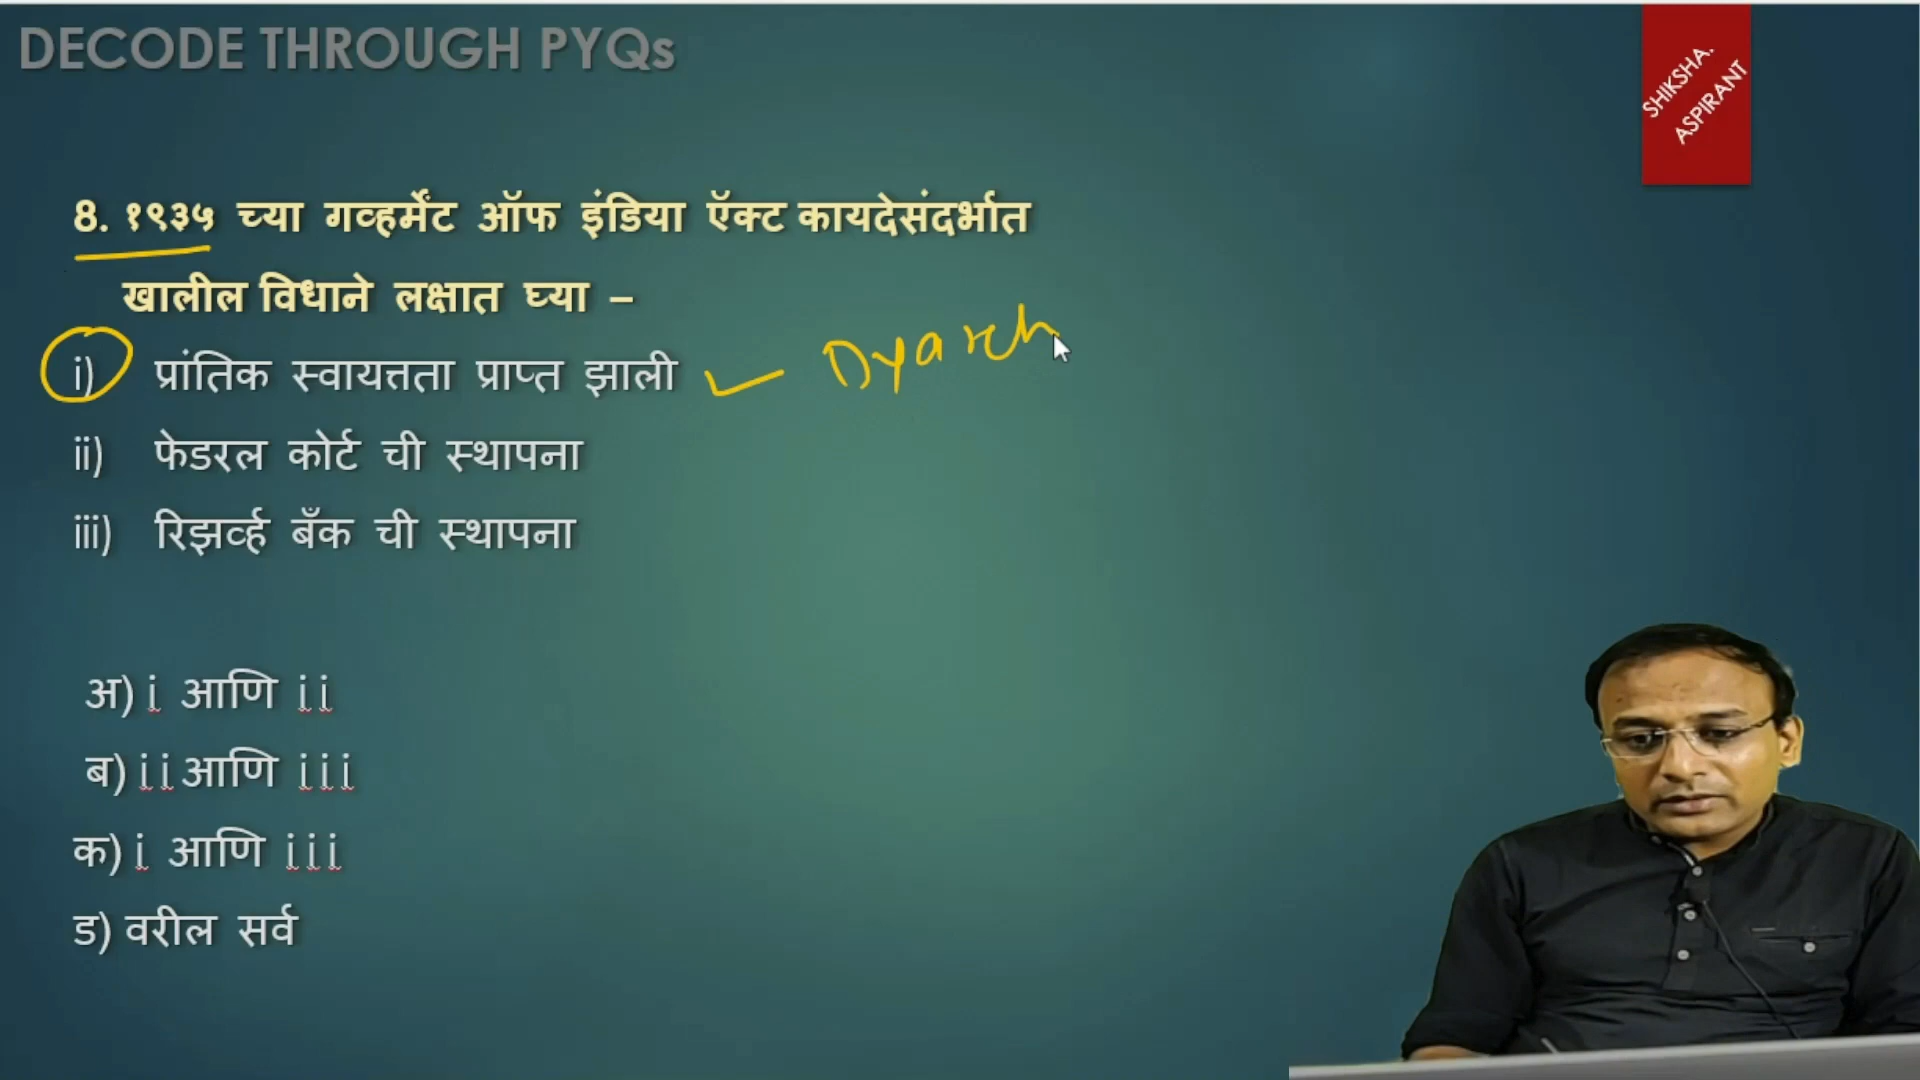 DECODE THROUGH PYQs
SHIKSHA.
ASPIRANT
8. १९३५ च्या गव्हर्मेंट ऑफ इंडिया ऍक्ट कायदेसंदर्भात
खालील विधाने लक्षात घ्या –
i) प्रांतिक स्वायत्तता प्राप्त झाली Dyarch
ii) फेडरल कोर्ट ची स्थापना
iii) रिझर्व्ह बँक ची स्थापना
अ) i आणि ii
ब) ii आणि iii
क) i आणि iii
ड) वरील सर्व